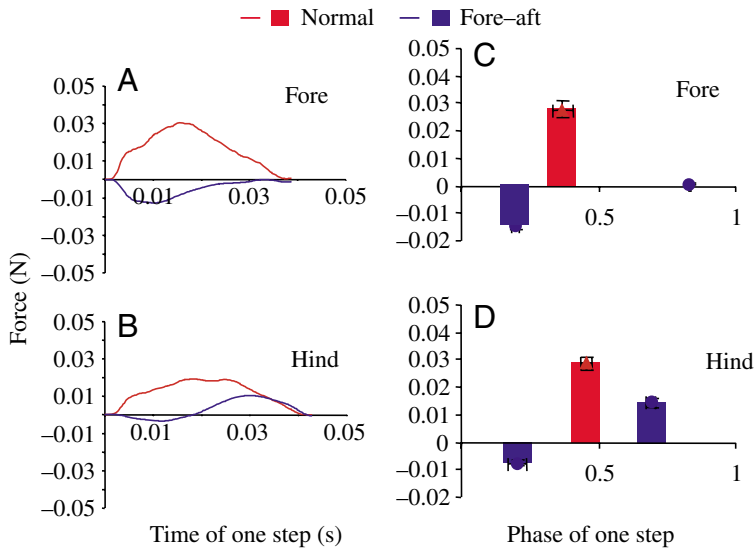 Normal Fore–aft
A
Fore
0.05
0.03
0.01
–0.01
–0.03
–0.05
0.01 0.03 0.05
C
Fore
0.05
0.04
0.03
0.02
0.01
0
–0.01
–0.02
0.5 1
B
Hind
0.05
0.03
0.01
–0.01
–0.03
–0.05
0.01 0.03 0.05
D
Hind
0.05
0.04
0.03
0.02
0.01
0
–0.01
–0.02
0.5 1
Force (N)
Time of one step (s)
Phase of one step